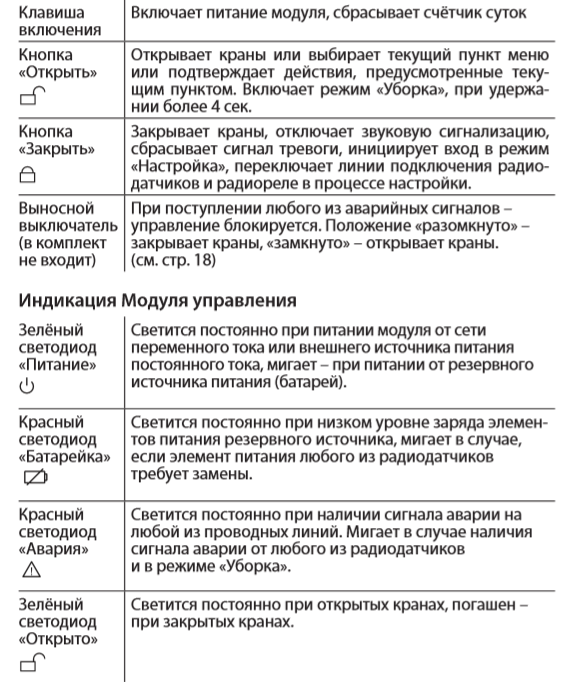 Клавиша включения
Включает питание модуля, сбрасывает счётчик суток
Кнопка «Открыть»
Открывает краны или выбирает текущий пункт меню
или подтверждает действия, предусмотренные теку-
щим пунктом. Включает режим «Уборка», при удержа-
нии более 4 сек.
Кнопка «Закрыть»
Закрывает краны, отключает звуковую сигнализацию,
сбрасывает сигнал тревоги, инициирует вход в режим
«Настройка», переключает линии подключения радио-
датчиков и радиореле в процессе настройки.
Выносной
выключатель
(в комплект
не входит)
При поступлении любого из аварийных сигналов –
управление блокируется. Положение «разомкнуто» –
закрывает краны, «замкнуто» – открывает краны.
(см. стр. 18)
Индикация Модуля управления
Зелёный
светодиод
«Питание»
Светится постоянно при питании модуля от сети
переменного тока или внешнего источника питания
постоянного тока, мигает – при питании от резервного
источника питания (батарей).
Красный
светодиод
«Батарейка»
Светится постоянно при низком уровне заряда элемен-
тов питания резервного источника, мигает в случае,
если элемент питания любого из радиодатчиков
требует замены.
Красный
светодиод
«Авария»
Светится постоянно при наличии сигнала аварии на
любой из проводных линий. Мигает в случае наличия
сигнала аварии от любого из радиодатчиков
и в режиме «Уборка».
Зелёный
светодиод
«Открыто»
Светится постоянно при открытых кранах, погашен –
при закрытых кранах.